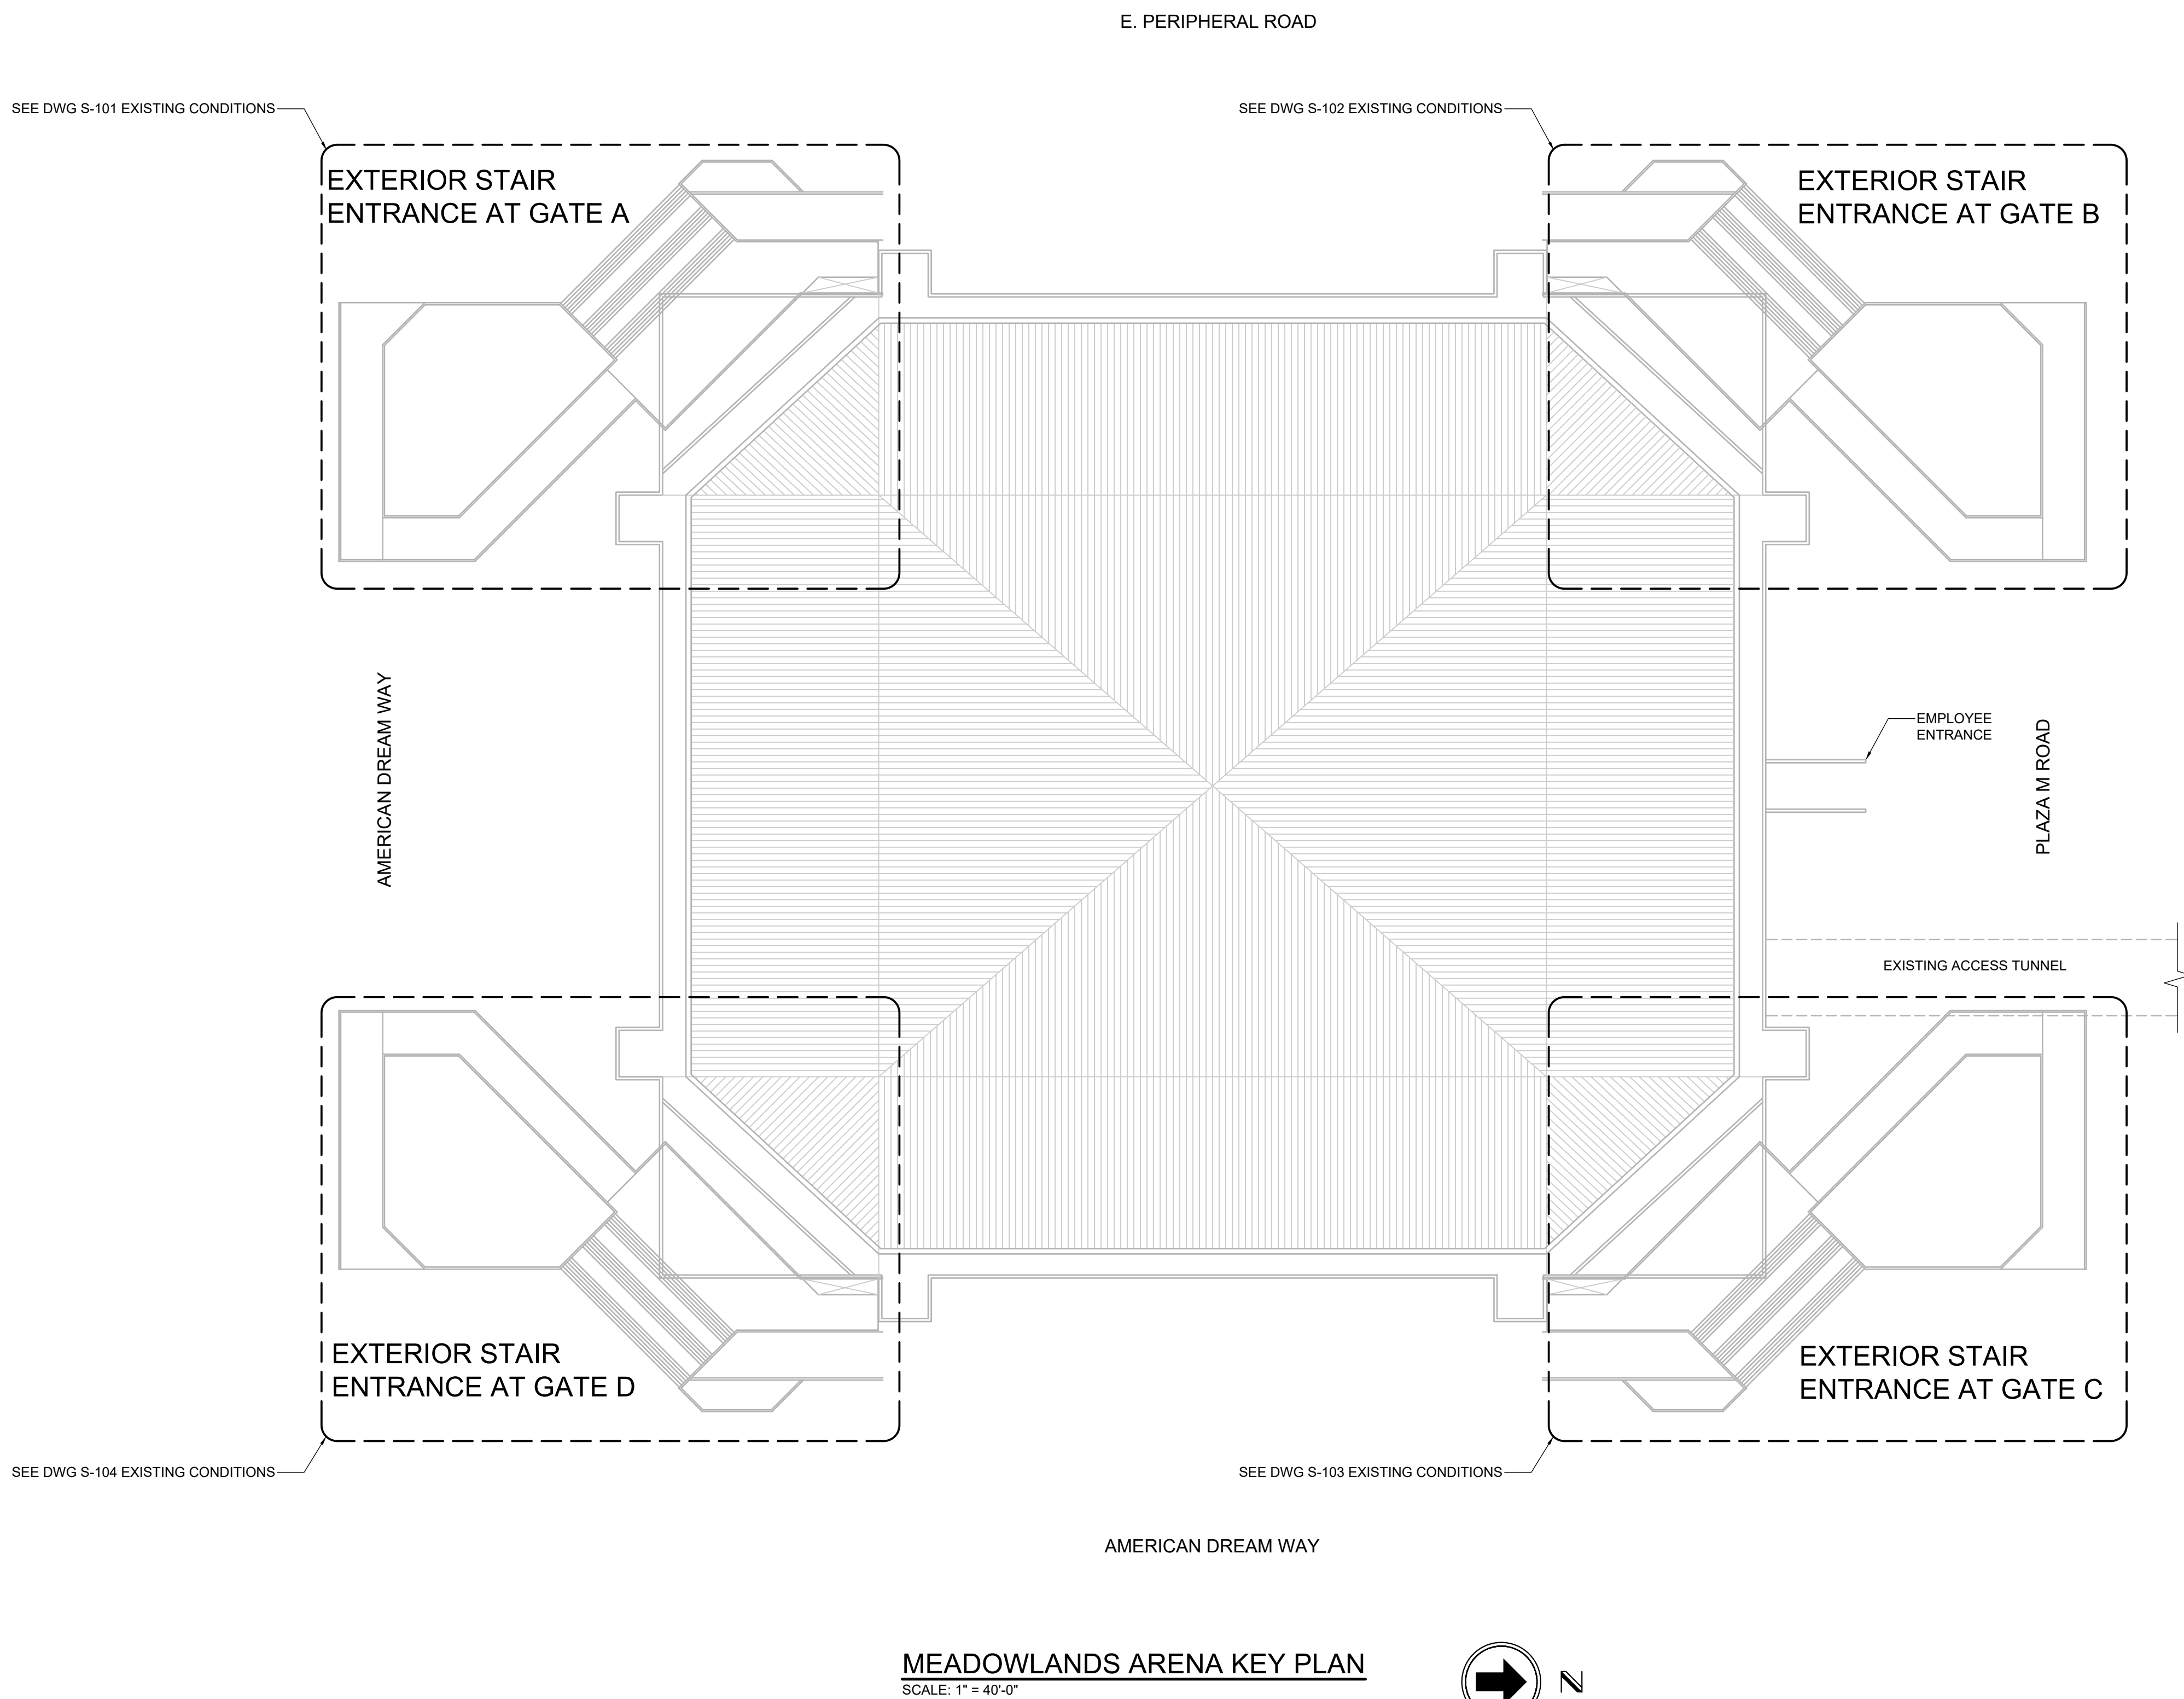 E. PERIPHERAL ROAD
SEE DWG S-101 EXISTING CONDITIONS
SEE DWG S-102 EXISTING CONDITIONS
EXTERIOR STAIR
ENTRANCE AT GATE A
EXTERIOR STAIR
ENTRANCE AT GATE B
AMERICAN DREAM WAY
EMPLOYEE
ENTRANCE
PLAZA M ROAD
EXISTING ACCESS TUNNEL
EXTERIOR STAIR
ENTRANCE AT GATE D
EXTERIOR STAIR
ENTRANCE AT GATE C
SEE DWG S-104 EXISTING CONDITIONS
SEE DWG S-103 EXISTING CONDITIONS
AMERICAN DREAM WAY
MEADOWLANDS ARENA KEY PLAN
SCALE: 1" = 40'-0"
N